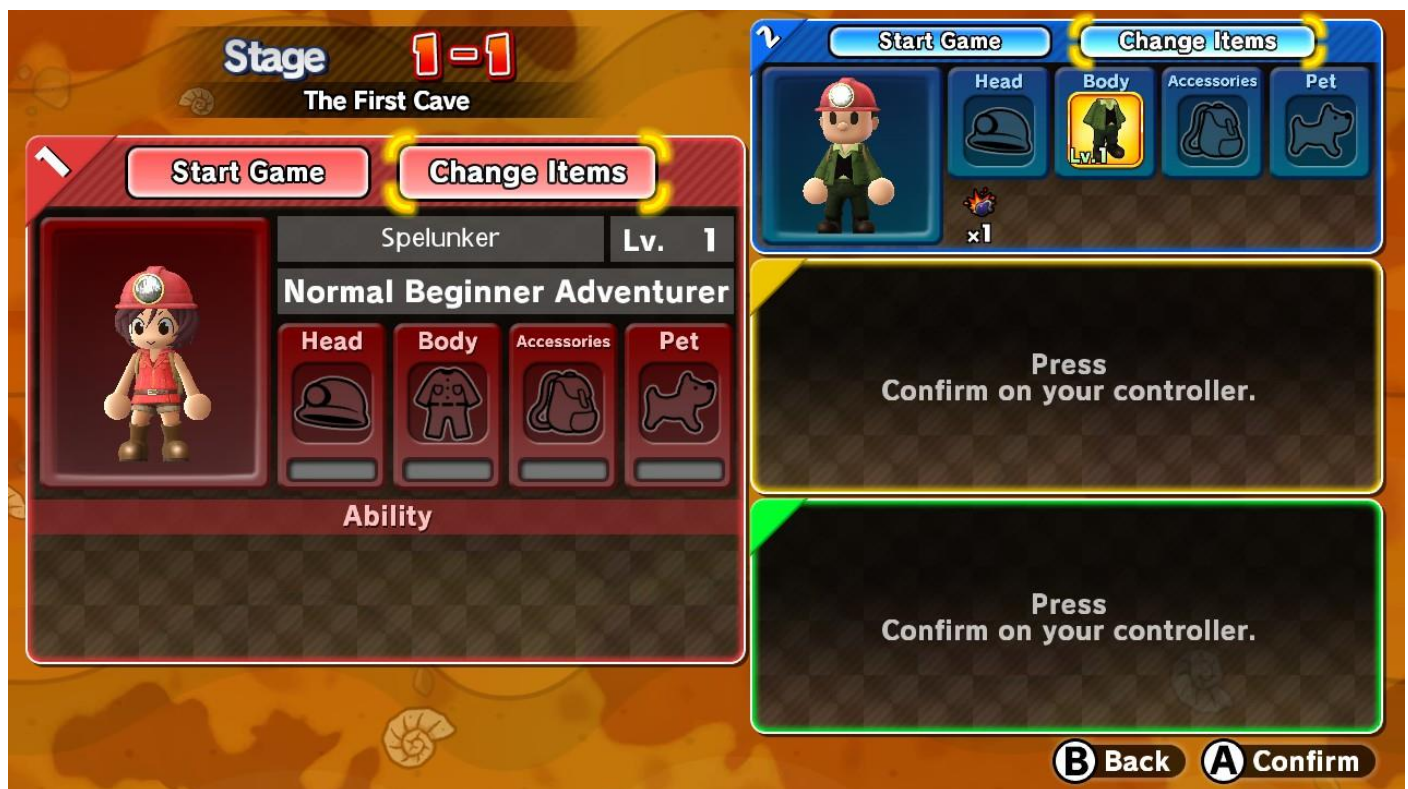 Stage 1-1
The First Cave
1
Start Game
Change Items
Spelunker
Lv. 1
Normal Beginner Adventurer
Head
Body
Accessories
Pet
Ability
2
Start Game
Change Items
Head
Body
Accessories
Pet
Lv.1
x1
Press
Confirm on your controller.
Press
Confirm on your controller.
B Back
A Confirm